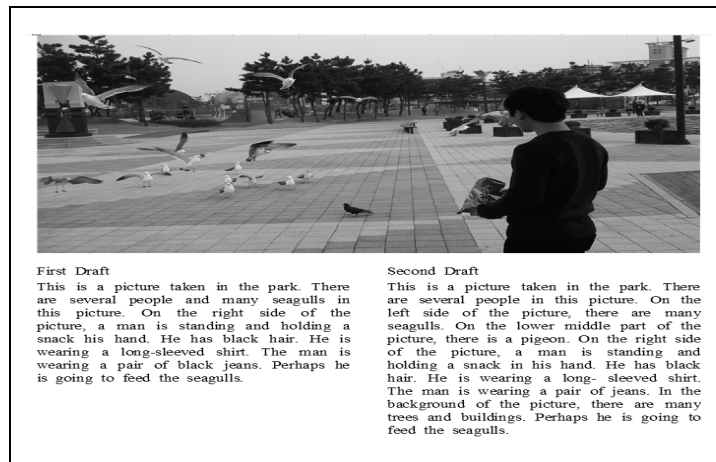 First Draft
This is a picture taken in the park. There
are several people and many seagulls in
this picture. On the right side of the
picture, a man is standing and holding a
snack his hand. He has black hair. He is
wearing a long-sleeved shirt. The man is
wearing a pair of black jeans. Perhaps he
is going to feed the seagulls.
Second Draft
This is a picture taken in the park. There
are several people in this picture. On the
left side of the picture, there are many
seagulls. On the lower middle part of the
picture, there is a pigeon. On the right side
of the picture, a man is standing and
holding a snack in his hand. He has black
hair. He is wearing a long- sleeved shirt.
The man is wearing a pair of jeans. In the
background of the picture, there are many
trees and buildings. Perhaps he is going to
feed the seagulls.